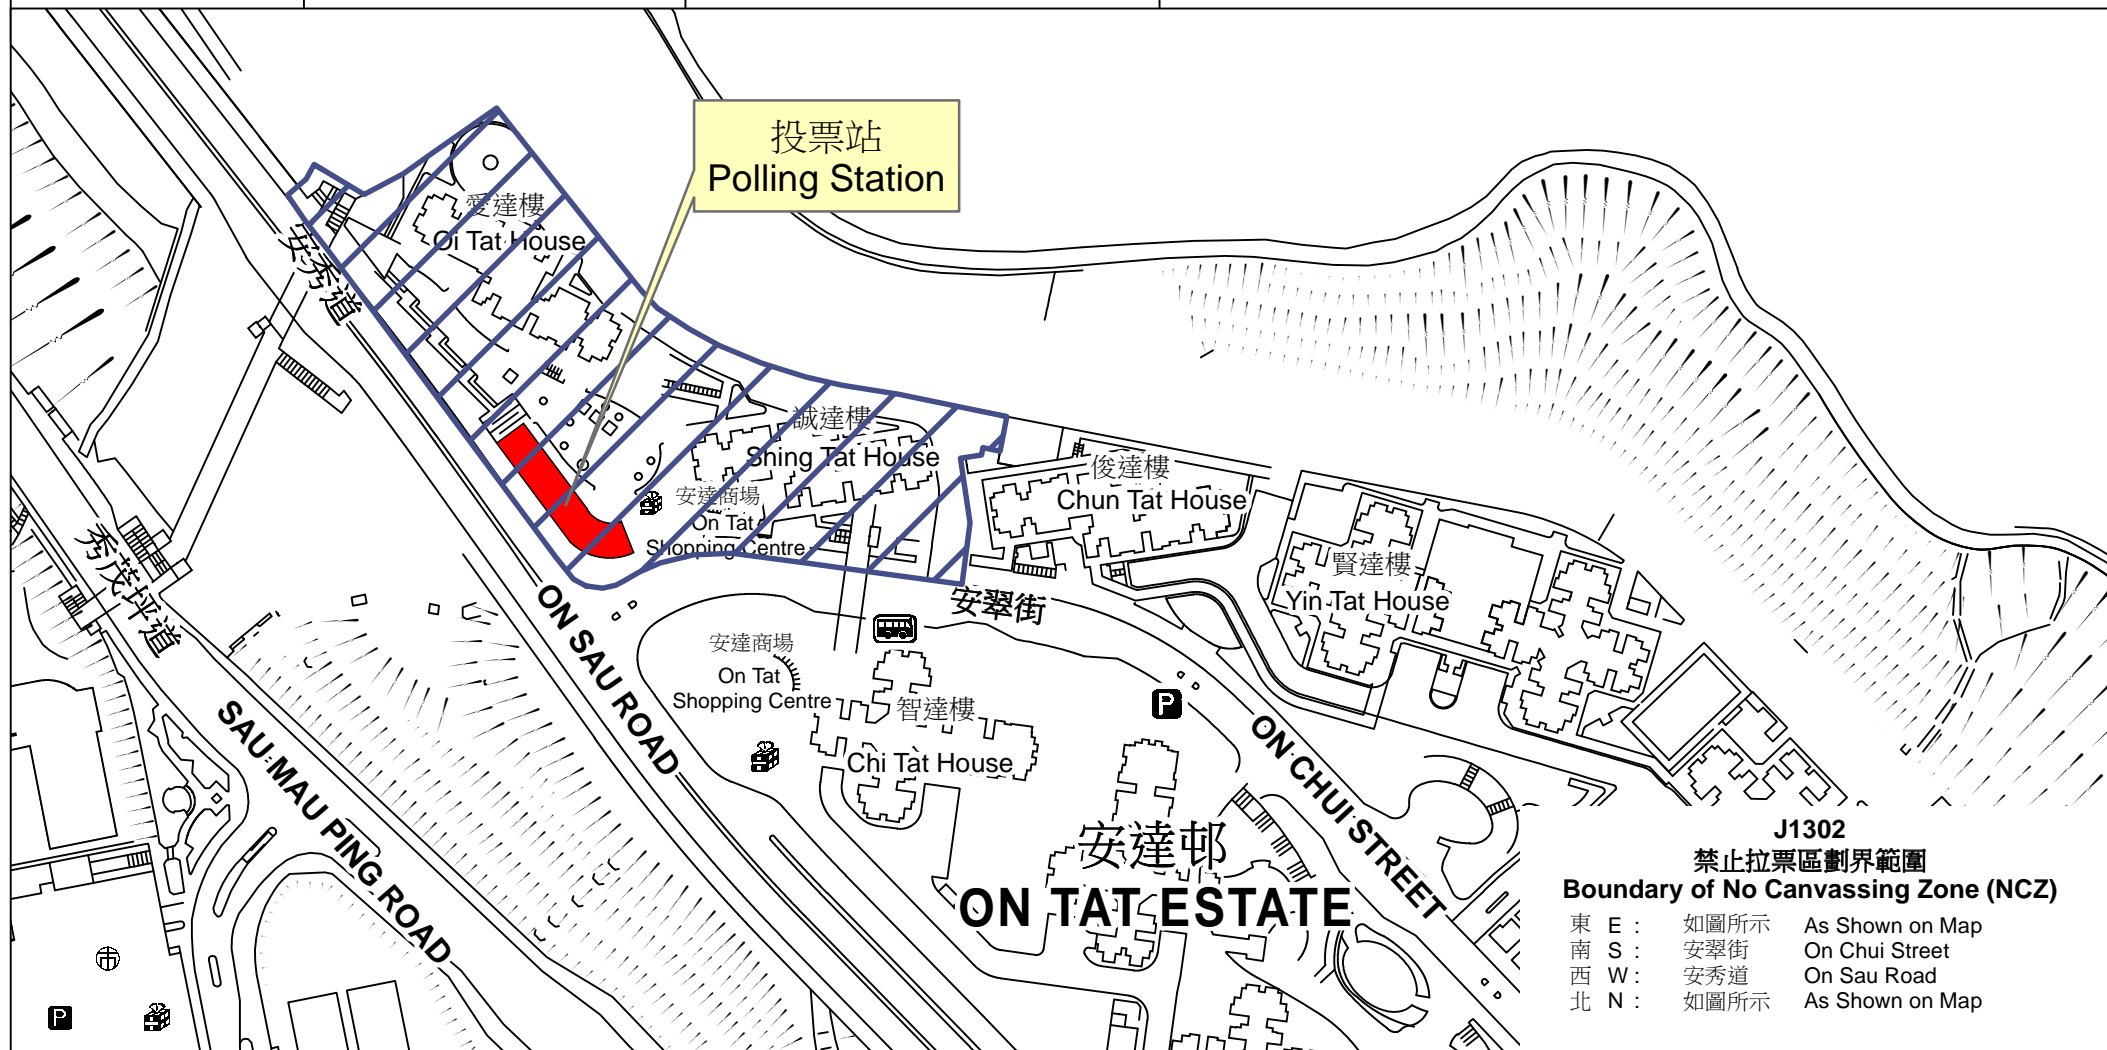 投票站
Polling Station
愛達樓
Oi Tat House
安秀道
誠達樓
Shing Tat House
安達商場
On Tat
Shopping Centre
俊達樓
Chun Tat House
賢達樓
Yin Tat House
秀茂坪道
安翠街
ON SAU ROAD
安達商場
On Tat
Shopping Centre
智達樓
Chi Tat House
P
SAU MAU PING ROAD
ON CHUI STREET
安達邨
ON TAT ESTATE
J1302
禁止拉票區劃界範圍
Boundary of No Canvassing Zone (NCZ)
東 E : 如圖所示 As Shown on Map
南 S : 安翠街 On Chui Street
西 W : 安秀道 On Sau Road
北 N : 如圖所示 As Shown on Map
市
P